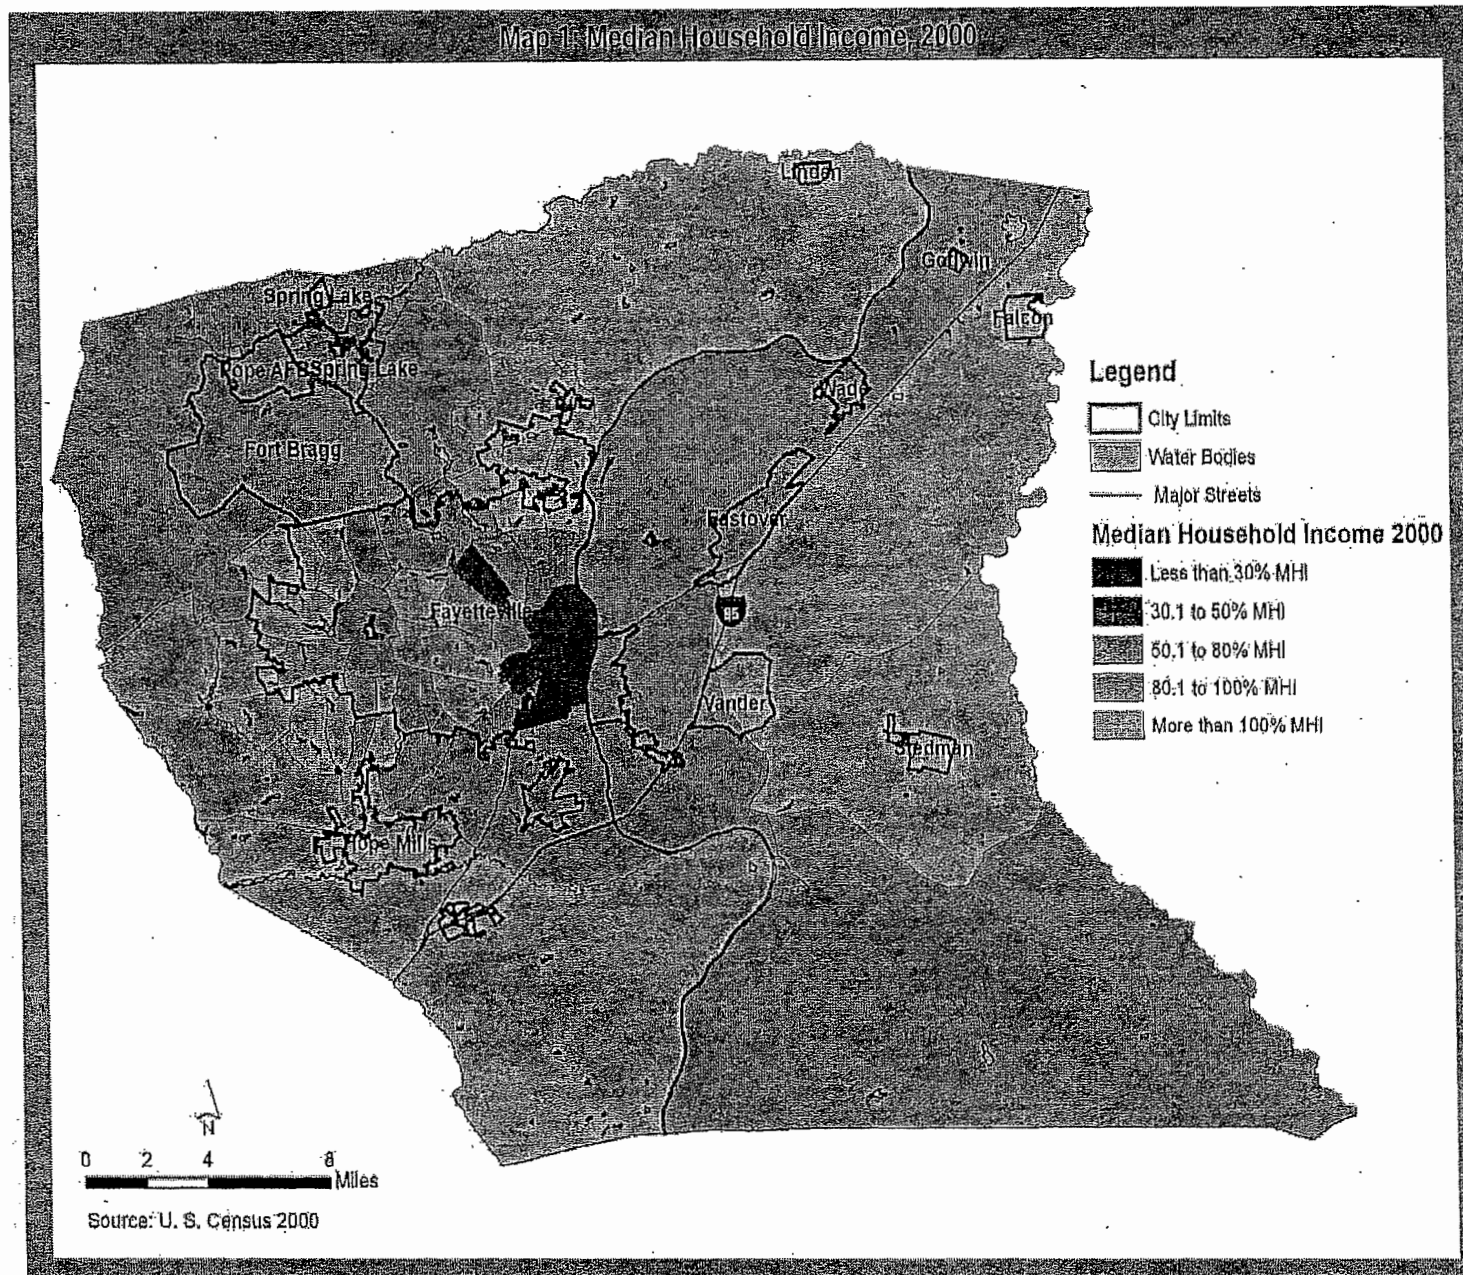 Map 1: Median Household Income, 2000
Linden
Godwin
Spring Lake
Falcon
Pope AFB Spring Lake
Wade
Legend
City Limits
Fort Bragg
Water Bodies
Major Streets
Eastover
Median Household Income 2000
Less than 30% MHI
Fayetteville
95
30.1 to 50% MHI
50.1 to 80% MHI
80.1 to 100% MHI
Vander
More than 100% MHI
Stedman
Hope Mills
N
0 2 4 8
Miles
Source: U. S. Census 2000